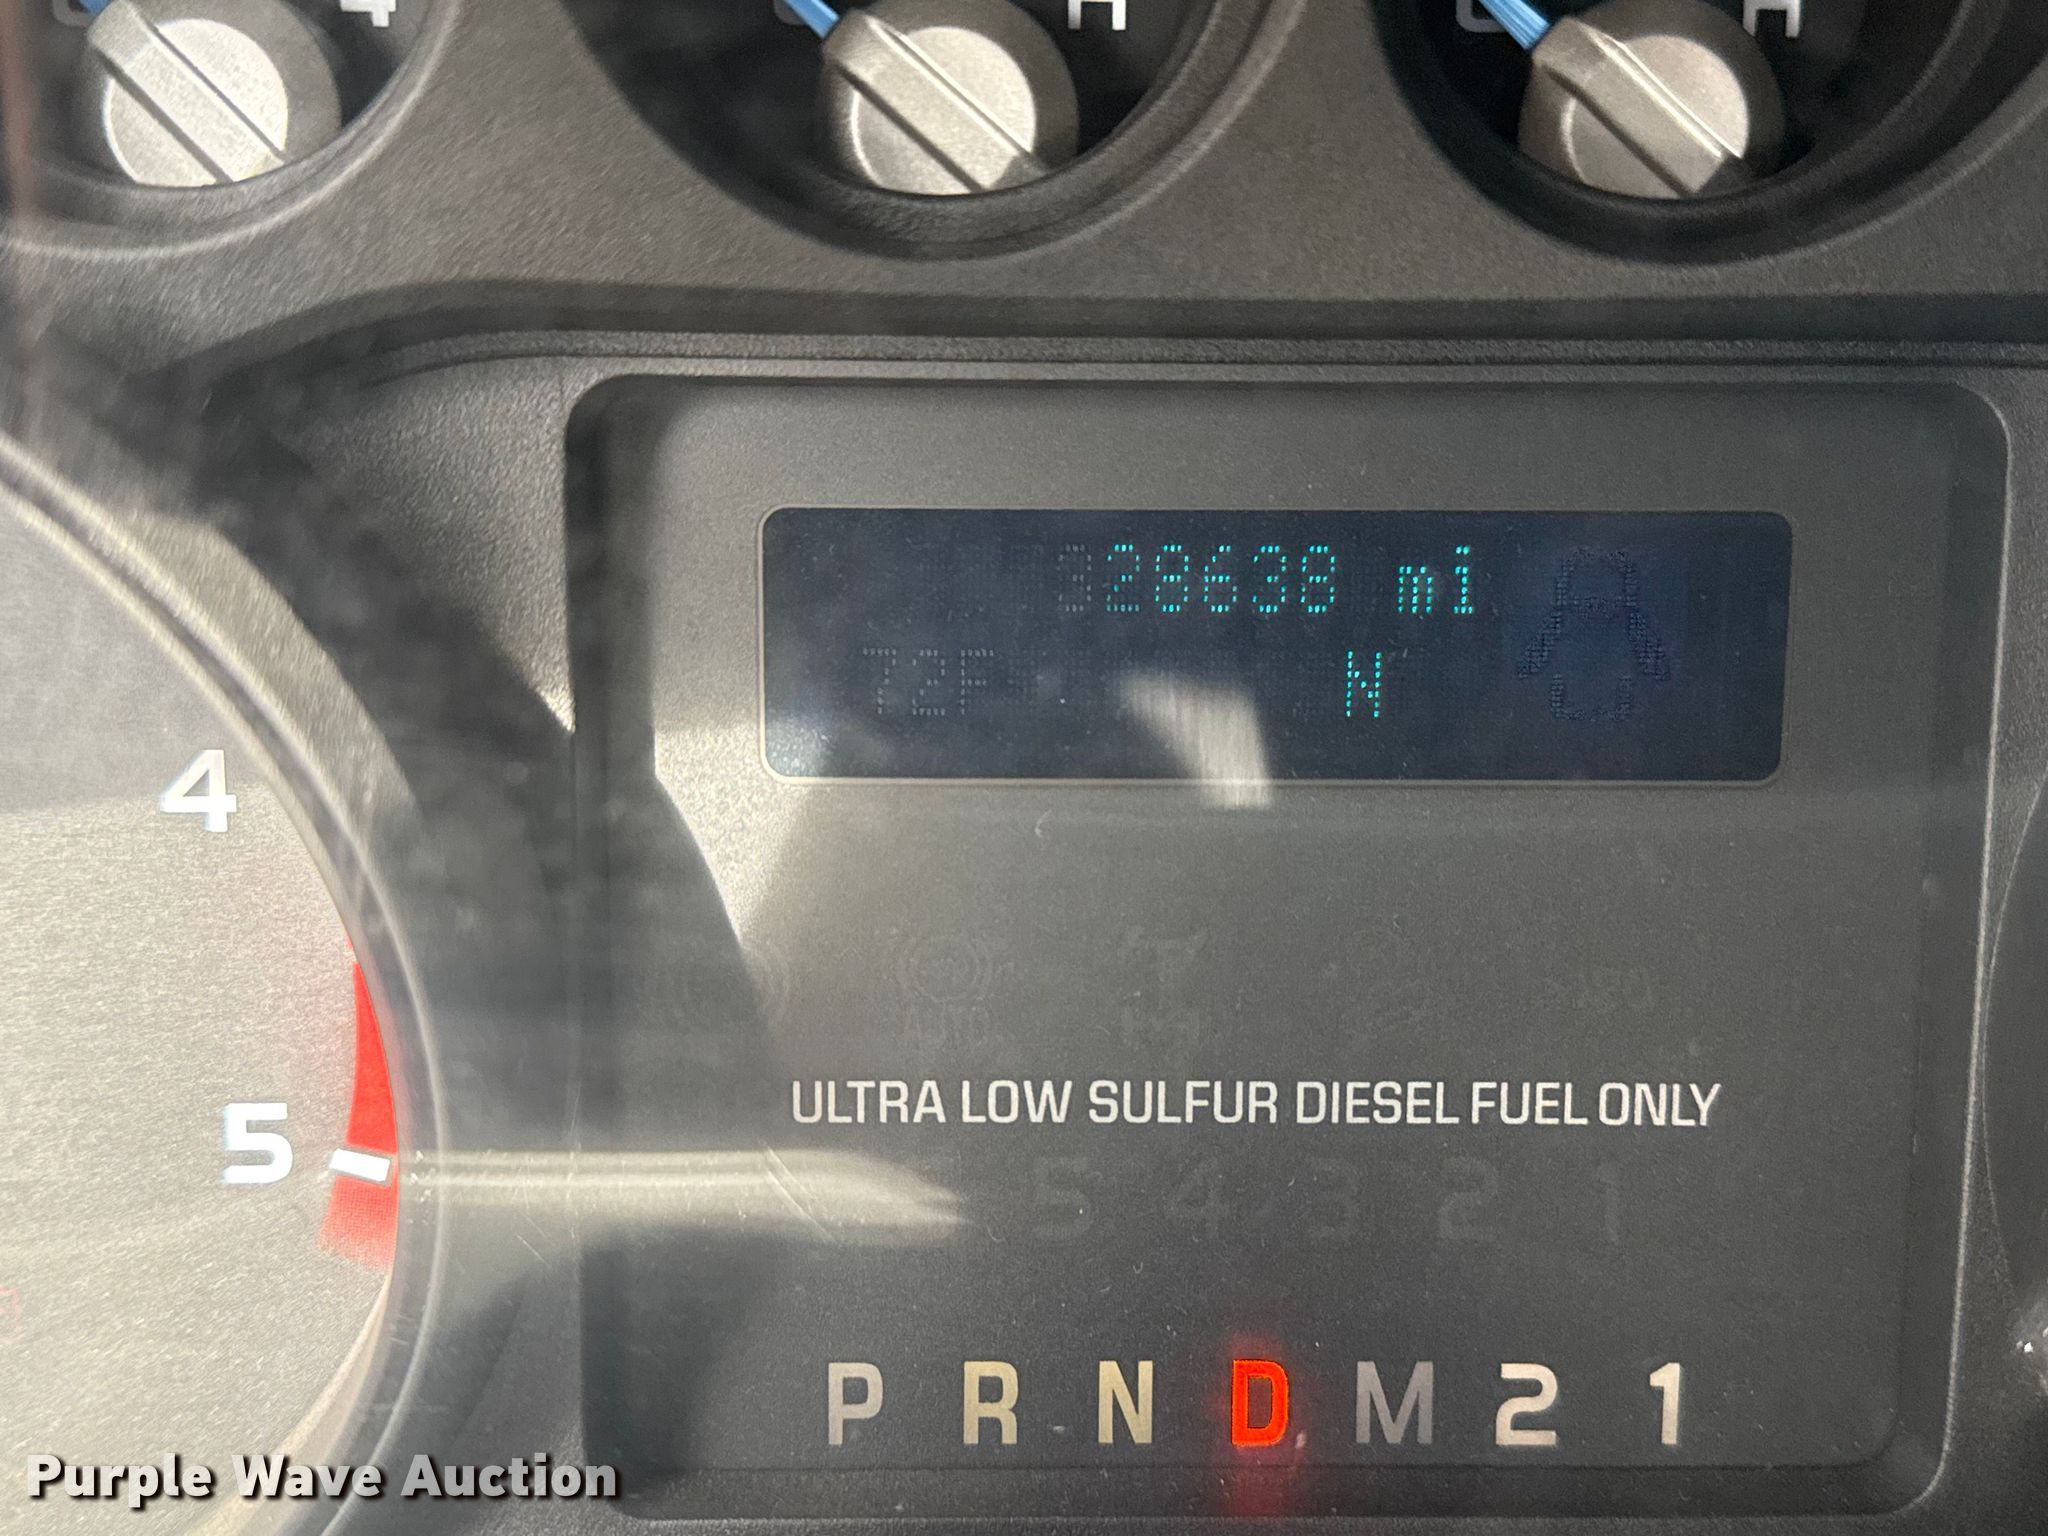 H
H
328638 mi
72F N
4
AUTO
5
ULTRA LOW SULFUR DIESEL FUEL ONLY
5 4 3 2 1
P R N D M 2 1
Purple Wave Auction